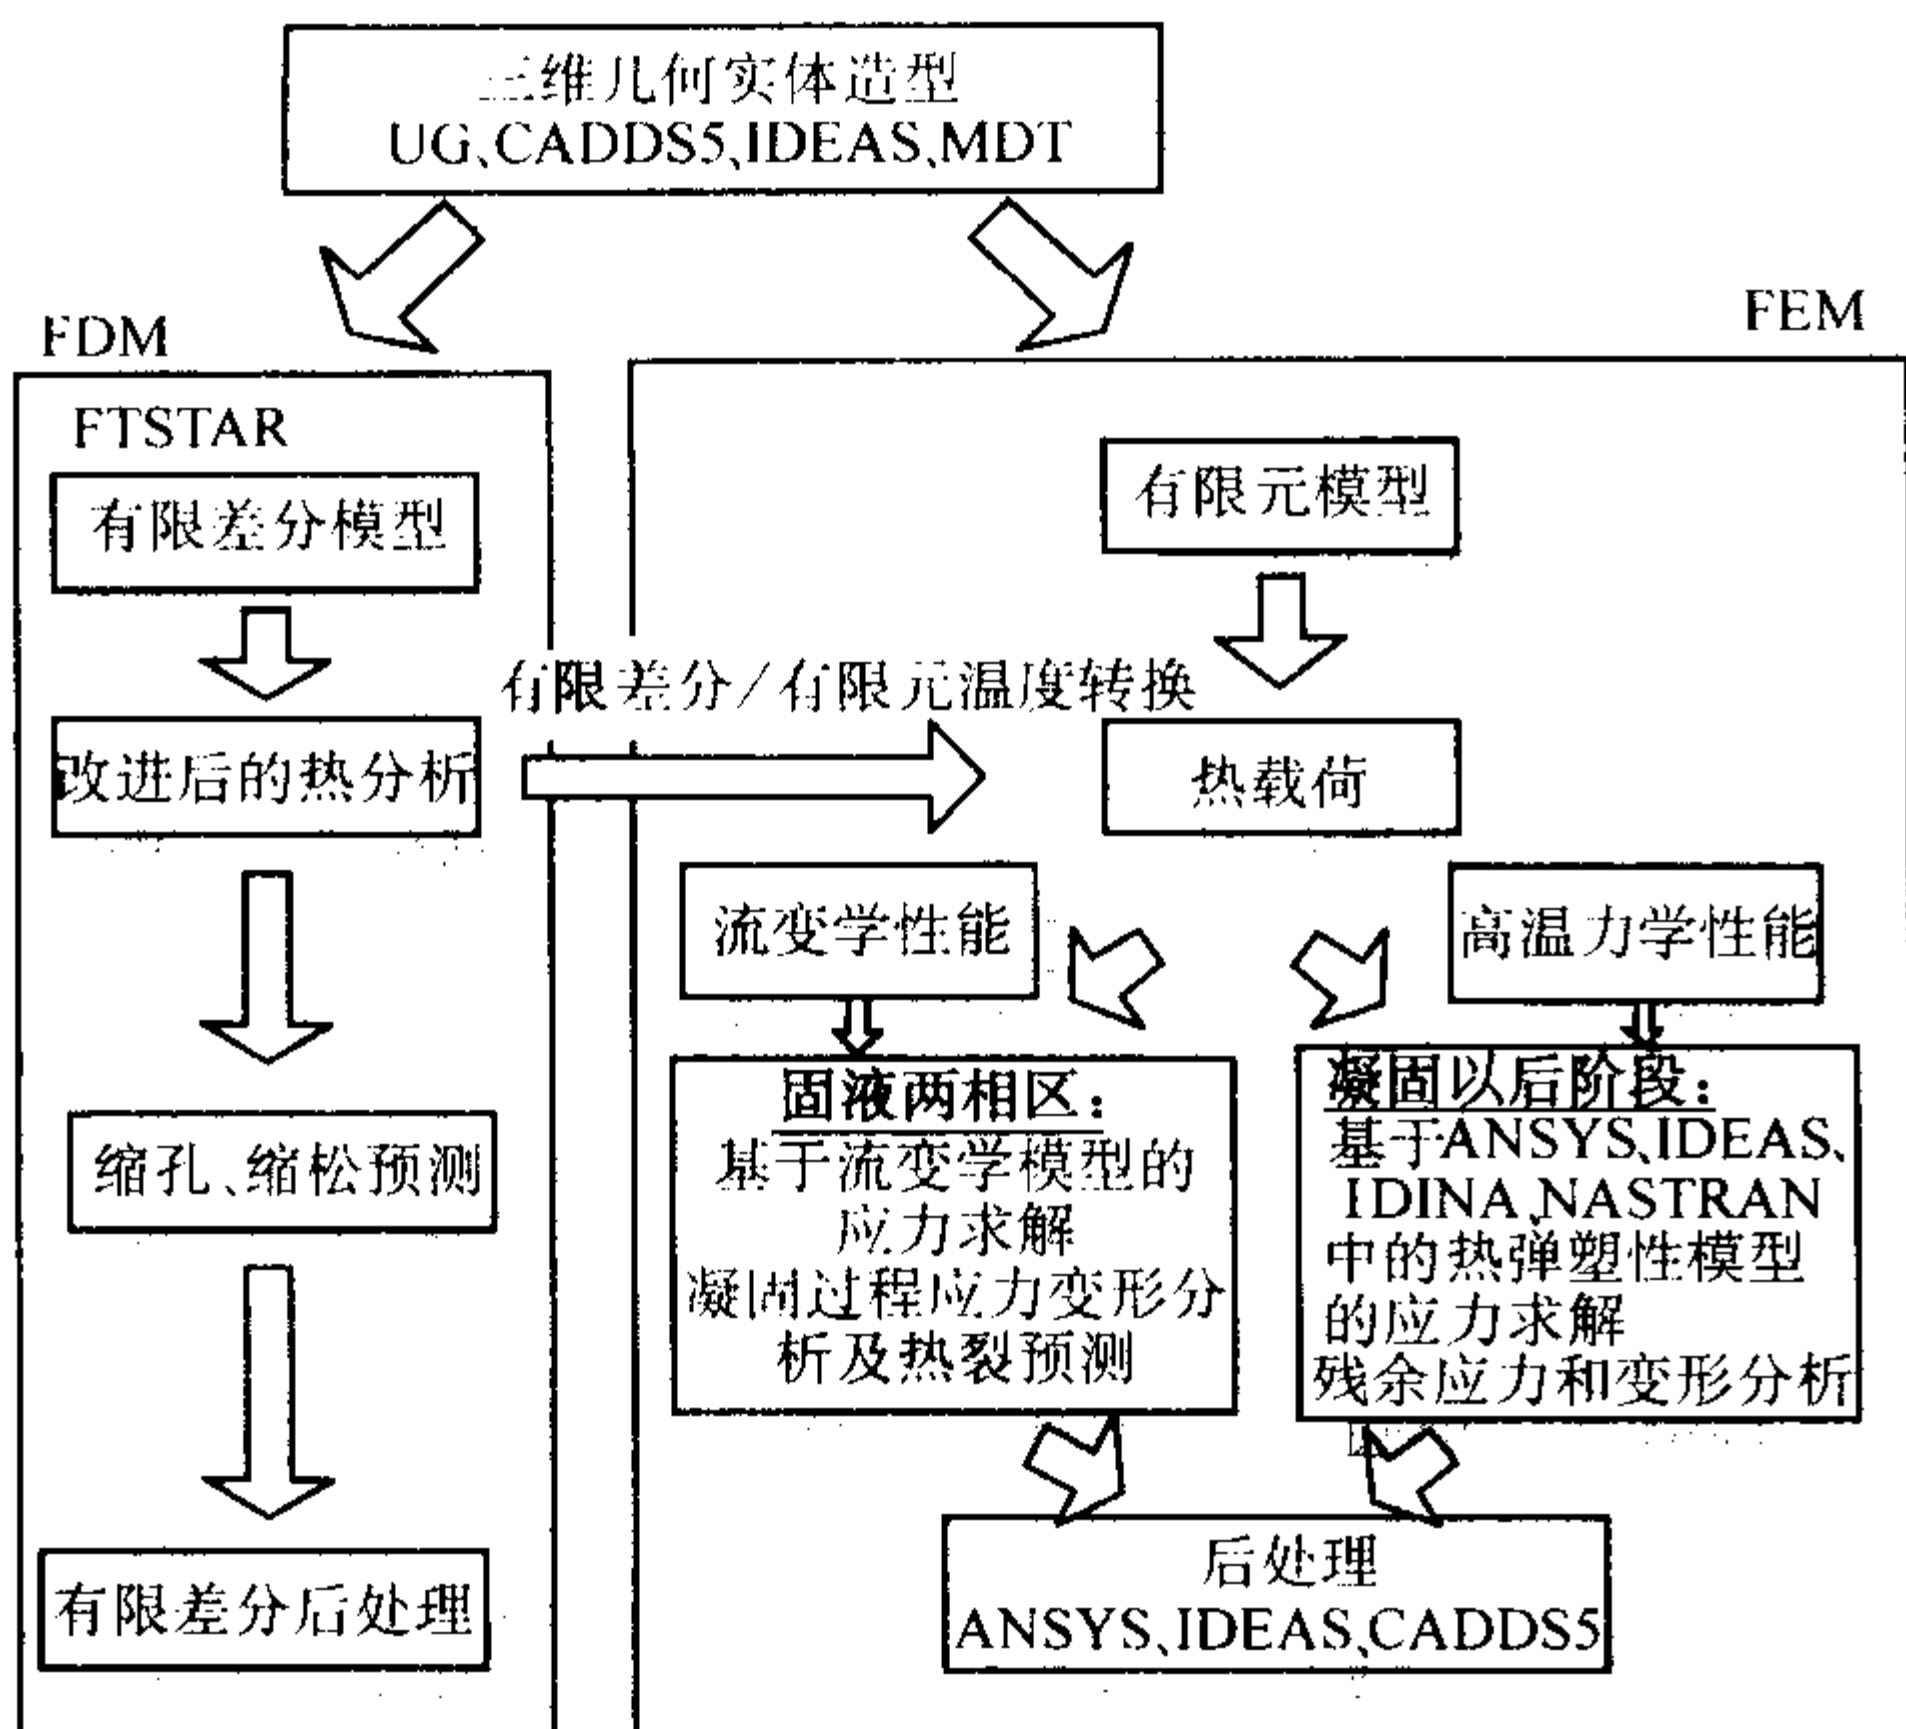 三维几何实体造型
UG、CADDS5、IDEAS、MDT
FDM
FEM
FTSTAR
有限差分模型
有限元模型
有限差分/有限元温度转换
改进后的热分析
热载荷
流变学性能
高温力学性能
缩孔、缩松预测
固液两相区：
基于流变学模型的
应力求解
凝固过程应力变形分
析及热裂预测
凝固以后阶段：
基于ANSYS、IDEAS、
IDINA、NASTRAN
中的热弹塑性模型
的应力求解
残余应力和变形分析
有限差分后处理
后处理
ANSYS、IDEAS、CADDS5